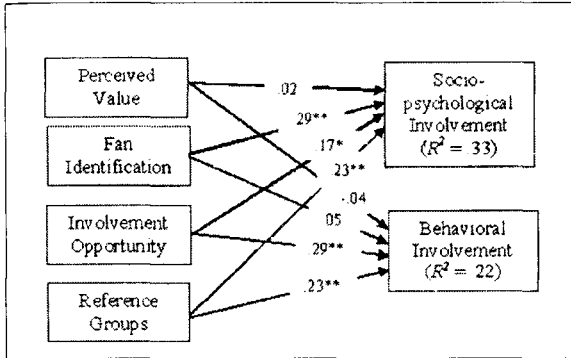 Perceived
Value
Fan
Identification
Involvement
Opportunity
Reference
Groups
.02
.29**
.17*
.23**
-.04
.05
.29**
.23**
Socio-
psychological
Involvement
(R² = .33)
Behavioral
Involvement
(R² = 22)